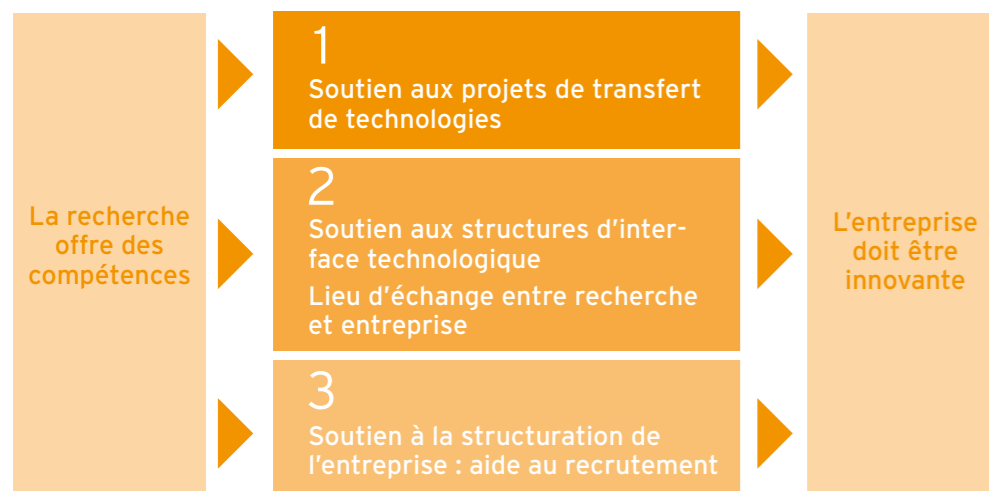 La recherche
offre des
compétences
1
Soutien aux projets de transfert
de technologies
2
Soutien aux structures d'inter-
face technologique
Lieu d'échange entre recherche
et entreprise
3
Soutien à la structuration de
l'entreprise : aide au recrutement
L'entreprise
doit être
innovante